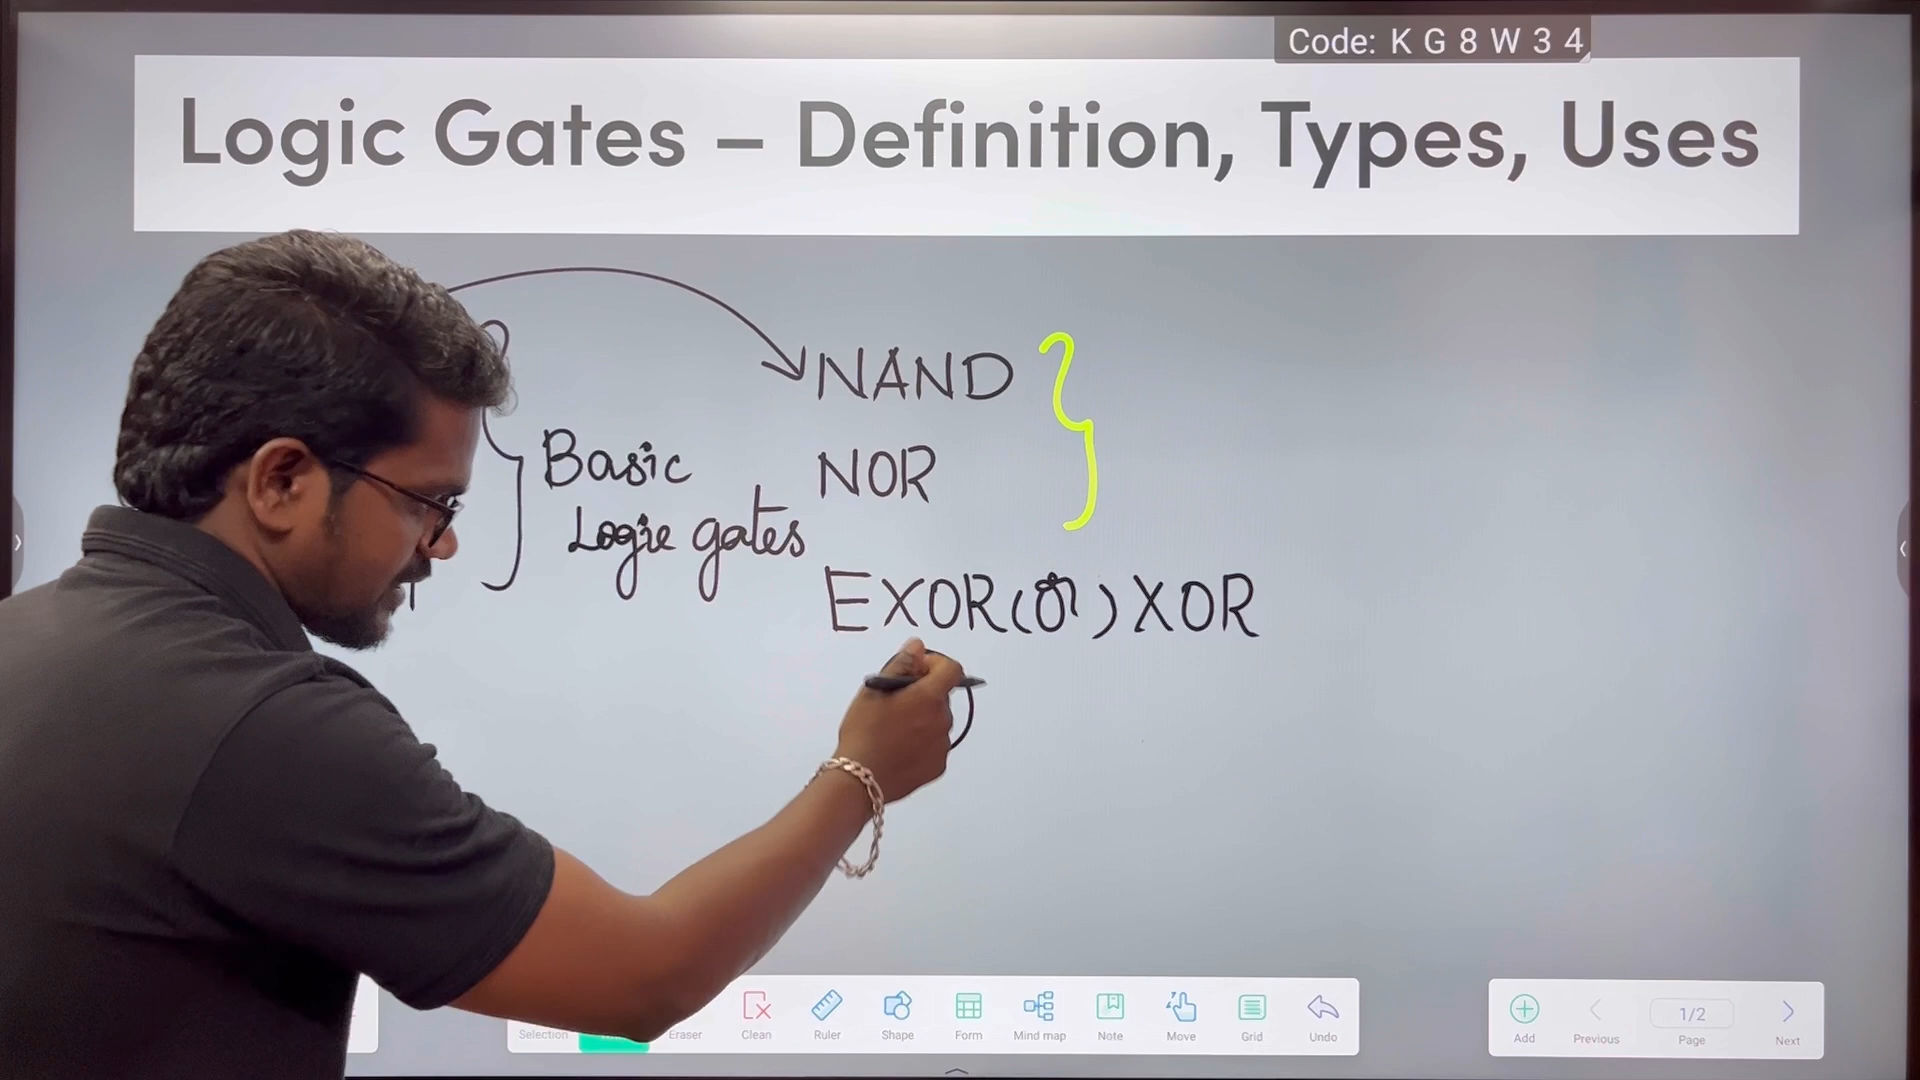 Code: K G 8 W 3 4
Logic Gates – Definition, Types, Uses
NAND
Basic
NOR
Logic gates
EXOR (or) XOR
Selection
Eraser
Clean
Ruler
Shape
Form
Mind map
Note
Move
Grid
Undo
Add
Previous
1/2
Page
Next